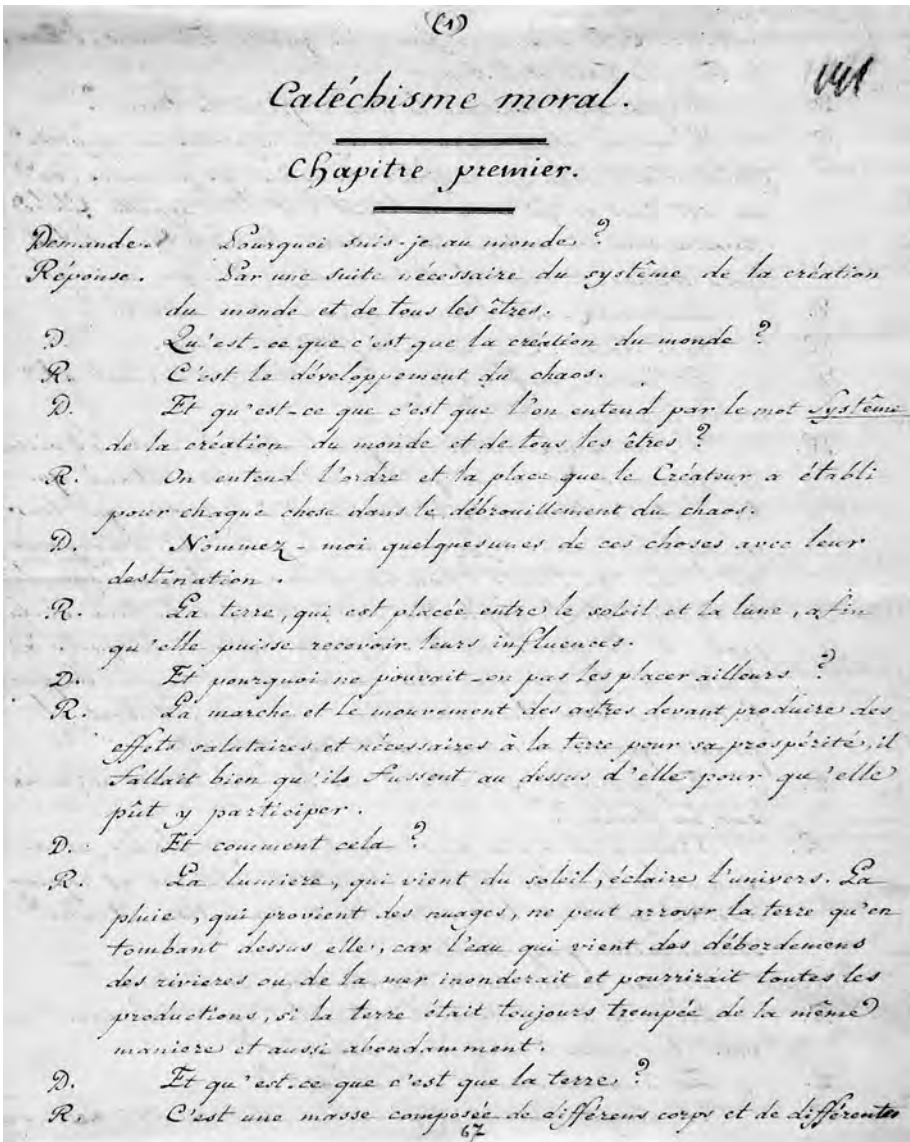 (1)
Catéchisme moral.
Chapitre premier.
Demande. Pourquoi suis-je au monde ?
Réponse. Par une suite nécessaire du systême de la création
du monde et de tous les êtres.
D. Qu'est-ce que c'est que la création du monde ?
R. C'est le développement du chaos.
D. Et qu'est-ce que c'est que l'on entend par le mot Systême
de la création du monde et de tous les êtres ?
R. On entend l'ordre et la place que le Créateur a établi
pour chaque chose dans le débrouillement du chaos.
D. Nommez-moi quelquesunes de ces choses avec leur
destination.
R. La terre, qui est placée entre le soleil et la lune, afin
qu'elle puisse recevoir leurs influences.
D. Et pourquoi ne pouvait-on pas les placer ailleurs ?
R. La marche et le mouvement des astres devant produire des
effets salutaires et nécessaires à la terre pour sa prospérité, il
fallait bien qu'ils fussent au dessus d'elle pour qu'elle
pût y participer.
D. Et comment cela ?
R. La lumiere, qui vient du soleil, éclaire l'univers. La
pluie, qui provient des nuages, ne peut arroser la terre qu'en
tombant dessus elle, car l'eau qui vient des débordemens
des rivieres ou de la mer inonderait et pourrirait toutes les
productions, si la terre était toujours trempée de la même
maniere et aussi abondamment.
D. Et qu'est-ce que c'est que la terre ?
R. C'est une masse composée de différens corps et de différentes
67